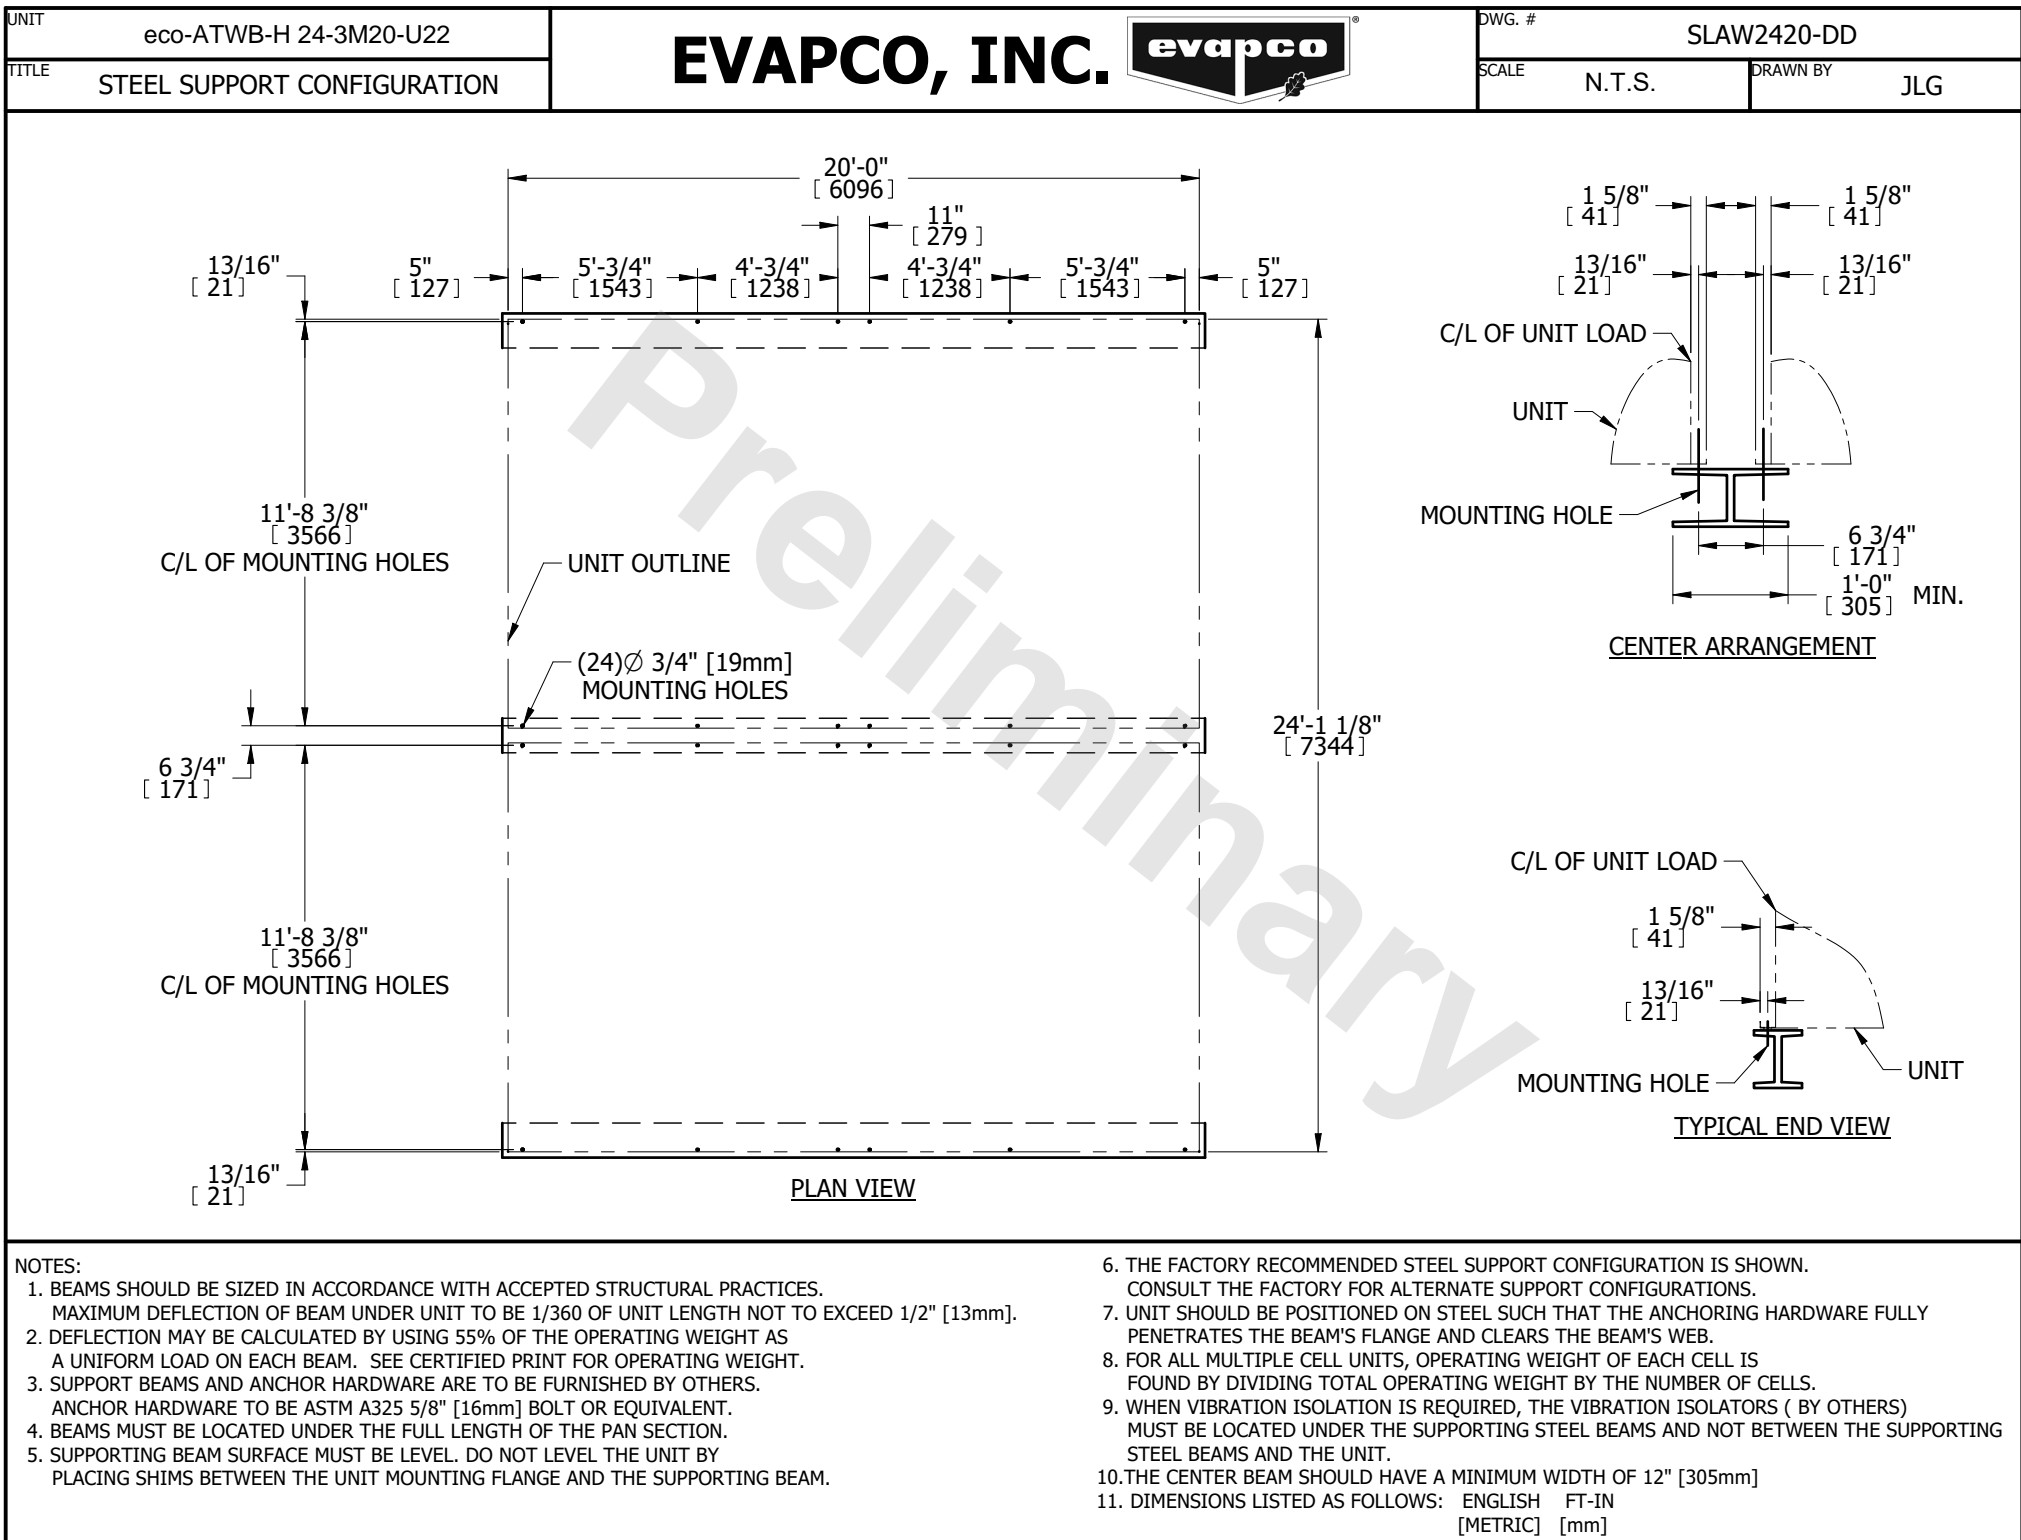 UNIT
eco-ATWB-H 24-3M20-U22
TITLE
STEEL SUPPORT CONFIGURATION
EVAPCO, INC.
evapco
®
DWG. #
SLAW2420-DD
SCALE
N.T.S.
DRAWN BY
JLG
20'-0"
[ 6096 ]
11"
[ 279 ]
13/16"
[ 21 ]
5"
[ 127 ]
5'-3/4"
[ 1543 ]
4'-3/4"
[ 1238 ]
4'-3/4"
[ 1238 ]
5'-3/4"
[ 1543 ]
5"
[ 127 ]
11'-8 3/8"
[ 3566 ]
C/L OF MOUNTING HOLES
UNIT OUTLINE
(24)Ø 3/4" [19mm]
MOUNTING HOLES
6 3/4"
[ 171 ]
24'-1 1/8"
[ 7344 ]
11'-8 3/8"
[ 3566 ]
C/L OF MOUNTING HOLES
13/16"
[ 21 ]
PLAN VIEW
Preliminary
1 5/8"
[ 41 ]
1 5/8"
[ 41 ]
13/16"
[ 21 ]
13/16"
[ 21 ]
C/L OF UNIT LOAD
UNIT
MOUNTING HOLE
6 3/4"
[ 171 ]
1'-0"
[ 305 ]
MIN.
CENTER ARRANGEMENT
C/L OF UNIT LOAD
1 5/8"
[ 41 ]
13/16"
[ 21 ]
MOUNTING HOLE
UNIT
TYPICAL END VIEW
NOTES:
1. BEAMS SHOULD BE SIZED IN ACCORDANCE WITH ACCEPTED STRUCTURAL PRACTICES.
MAXIMUM DEFLECTION OF BEAM UNDER UNIT TO BE 1/360 OF UNIT LENGTH NOT TO EXCEED 1/2" [13mm].
2. DEFLECTION MAY BE CALCULATED BY USING 55% OF THE OPERATING WEIGHT AS
A UNIFORM LOAD ON EACH BEAM. SEE CERTIFIED PRINT FOR OPERATING WEIGHT.
3. SUPPORT BEAMS AND ANCHOR HARDWARE ARE TO BE FURNISHED BY OTHERS.
ANCHOR HARDWARE TO BE ASTM A325 5/8" [16mm] BOLT OR EQUIVALENT.
4. BEAMS MUST BE LOCATED UNDER THE FULL LENGTH OF THE PAN SECTION.
5. SUPPORTING BEAM SURFACE MUST BE LEVEL. DO NOT LEVEL THE UNIT BY
PLACING SHIMS BETWEEN THE UNIT MOUNTING FLANGE AND THE SUPPORTING BEAM.
6. THE FACTORY RECOMMENDED STEEL SUPPORT CONFIGURATION IS SHOWN.
CONSULT THE FACTORY FOR ALTERNATE SUPPORT CONFIGURATIONS.
7. UNIT SHOULD BE POSITIONED ON STEEL SUCH THAT THE ANCHORING HARDWARE FULLY
PENETRATES THE BEAM'S FLANGE AND CLEARS THE BEAM'S WEB.
8. FOR ALL MULTIPLE CELL UNITS, OPERATING WEIGHT OF EACH CELL IS
FOUND BY DIVIDING TOTAL OPERATING WEIGHT BY THE NUMBER OF CELLS.
9. WHEN VIBRATION ISOLATION IS REQUIRED, THE VIBRATION ISOLATORS ( BY OTHERS)
MUST BE LOCATED UNDER THE SUPPORTING STEEL BEAMS AND NOT BETWEEN THE SUPPORTING
STEEL BEAMS AND THE UNIT.
10.THE CENTER BEAM SHOULD HAVE A MINIMUM WIDTH OF 12" [305mm]
11. DIMENSIONS LISTED AS FOLLOWS: ENGLISH FT-IN
[METRIC] [mm]